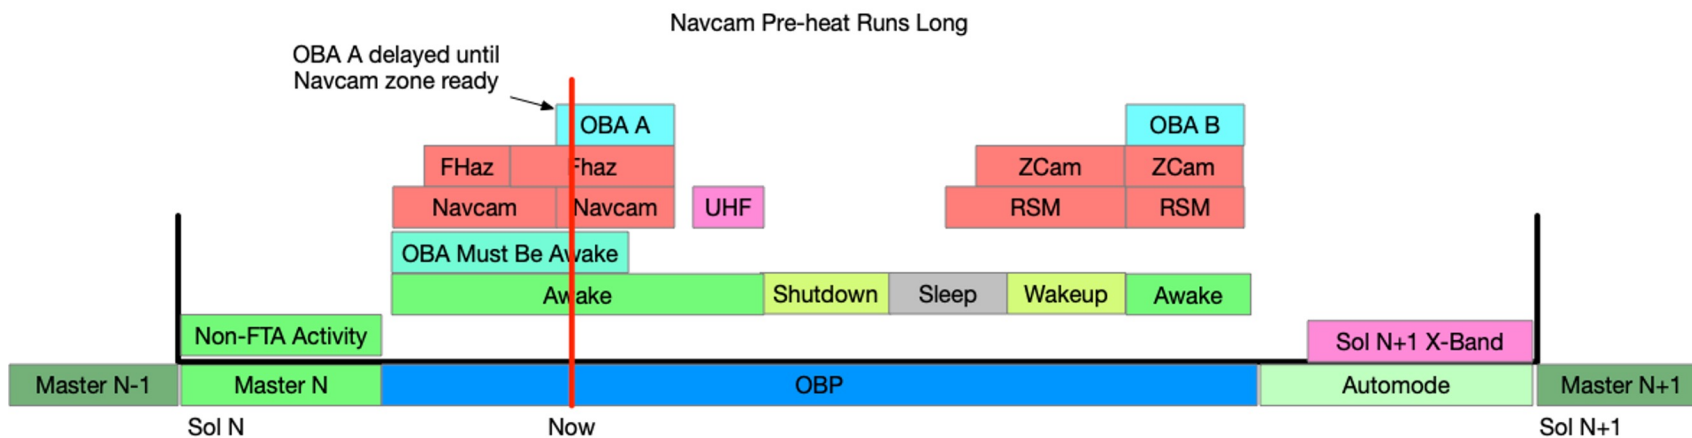 Navcam Pre-heat Runs Long
OBA A delayed until
Navcam zone ready
OBA A
OBA B
FHaz
Fhaz
ZCam
ZCam
Navcam
Navcam
UHF
RSM
RSM
OBA Must Be Awake
Awake
Shutdown
Sleep
Wakeup
Awake
Non-FTA Activity
Sol N+1 X-Band
Master N-1
Master N
OBP
Automode
Master N+1
Sol N
Now
Sol N+1